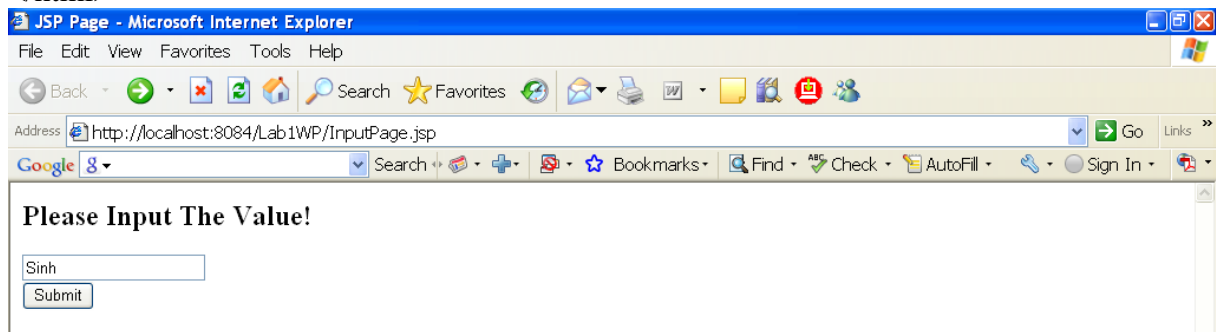 JSP Page - Microsoft Internet Explorer
File Edit View Favorites Tools Help
Back Search Favorites
Address http://localhost:8084/Lab1WP/InputPage.jsp Go Links »
Google Search Bookmarks Find Check AutoFill Sign In
Please Input The Value!
Sinh
Submit